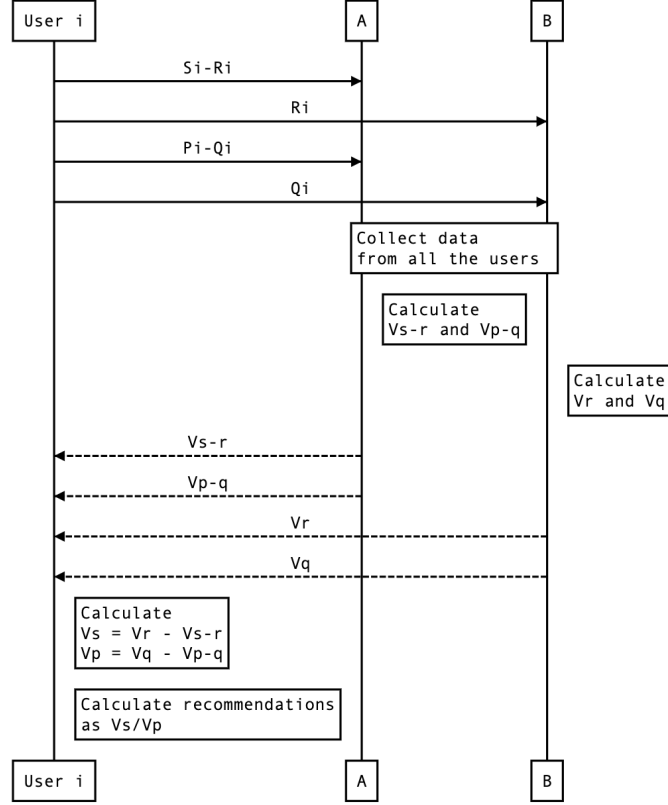 User i
A
B
Si-Ri
Ri
Pi-Qi
Qi
Collect data
from all the users
Calculate
Vs-r and Vp-q
Calculate
Vr and Vq
Vs-r
Vp-q
Vr
Vq
Calculate
Vs = Vr - Vs-r
Vp = Vq - Vp-q
Calculate recommendations
as Vs/Vp
User i
A
B